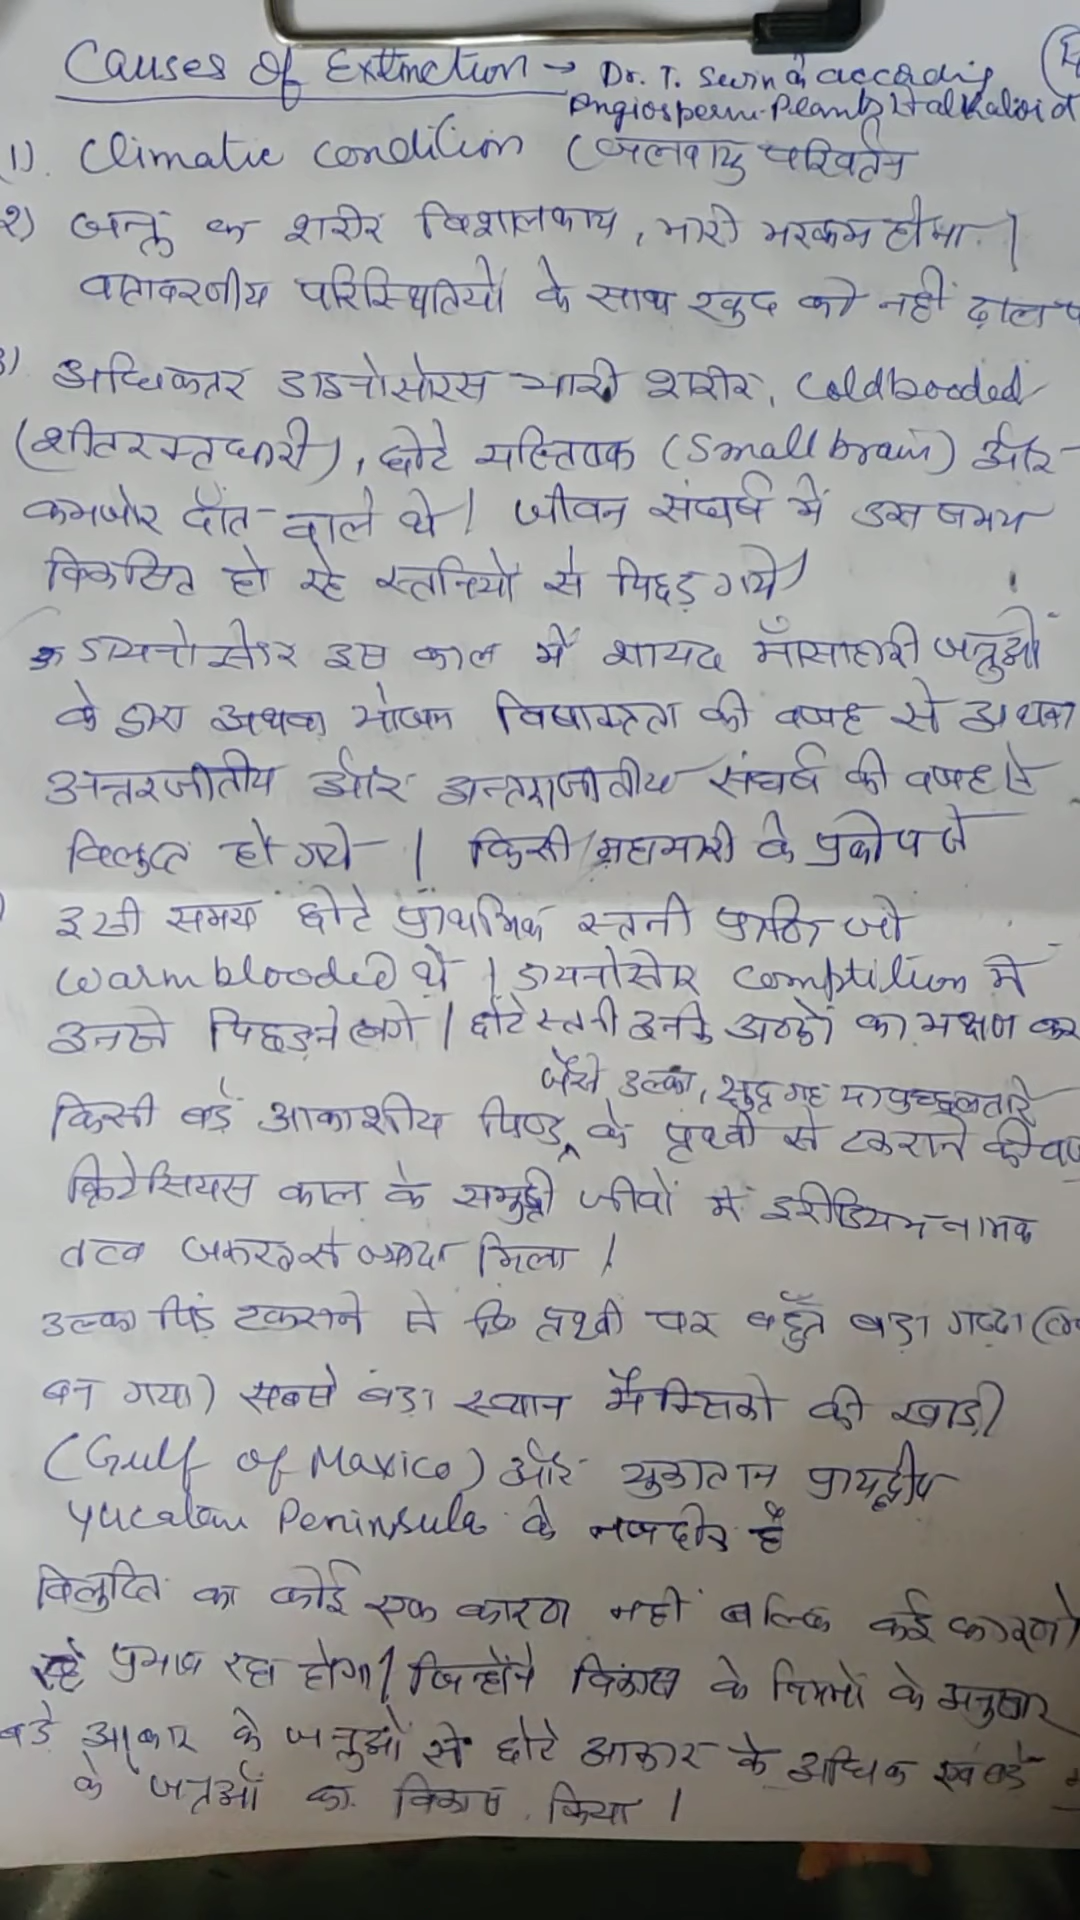 Causes of Extinction → Dr. T. Swin according
Angiosperm Plants alkaloid
1). Climatic condition (जलवायु परिवर्तन
2) जन्तु का शरीर विशालकाय, भारी भरकम होना |
वातावरणीय परिस्थितियों के साथ खुद को नहीं ढाल
3) अधिकतर डाइनोसोरस भारी शरीर, Coldbooded
(शीतरक्तधारी), छोटे मस्तिष्क (Small brain) और
कमजोर दाँत वाले थे | जीवन संघर्ष में उस समय
विकसित हो रहे स्तनियों से पिछड़ गये |
डायनोसोर इस काल में शायद माँसाहारी जन्तुओं
के द्वारा अथवा भोजन विषाक्तता की वजह से अथवा
अन्तरजातीय और अन्तराजातीय संघर्ष की वजह से
विलुप्त हो गये | किसी महामारी के प्रकोप से
इसी समय छोटे प्राथमिक स्तनी प्राणी जो
warmblooded थे | डायनोसोर Comptition में
उनसे पिछड़ने लगे | छोटे स्तनी इनके अण्डों का भक्षण कर
जैसे उल्का, क्षुद्र ग्रह या पुच्छलतारे
किसी बड़े आकाशीय पिण्ड के पृथ्वी से टकराने की
क्रिटेसियस काल के समुद्री जीवों में इरीडियम नामक
तत्व जरूरत से ज्यादा मिला |
उल्का पिंड टकराने से कि पृथ्वी पर बहुँत बड़ा गड्ढा
बन गया) सबसे बड़ा स्थान मैक्सिको की खाड़ी
(Gulf of Maxico) और युकातान प्रायद्वीप
Yucatan Peninsula के नजदीक है
विलुप्ति का कोई एक कारण नहीं बल्कि कई कारणों
प्रभाव रहा होगा | जिन्होंने विकास के नियमों के अनुसार
बड़े आकार के जन्तुओं से छोटे आकार के अधिक
के जन्तुओं का विकास किया |